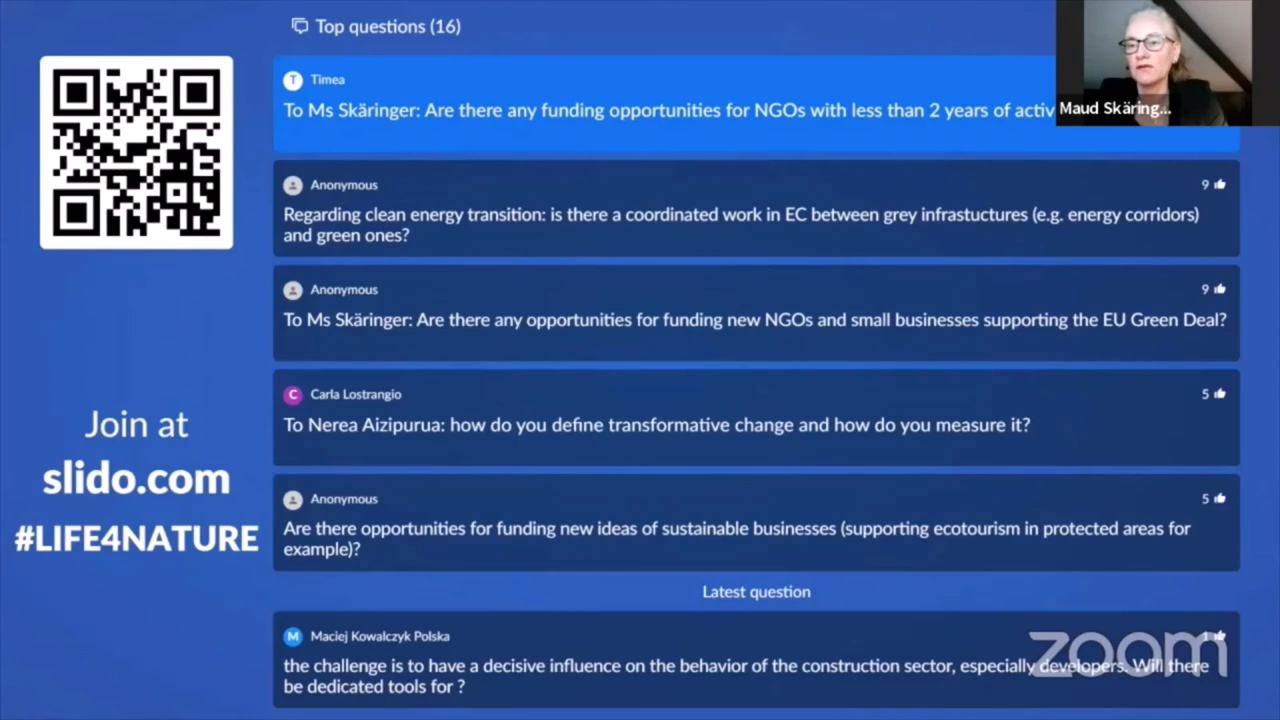 Top questions (16)
T Timea
To Ms Skäringer: Are there any funding opportunities for NGOs with less than 2 years of activ
Maud Skäring...
Anonymous
9
Regarding clean energy transition: is there a coordinated work in EC between grey infrastuctures (e.g. energy corridors)
and green ones?
Anonymous
9
To Ms Skäringer: Are there any opportunities for funding new NGOs and small businesses supporting the EU Green Deal?
C Carla Lostrangio
5
To Nerea Aizipurua: how do you define transformative change and how do you measure it?
Anonymous
5
Are there opportunities for funding new ideas of sustainable businesses (supporting ecotourism in protected areas for
example)?
Latest question
M Maciej Kowalczyk Polska
1
the challenge is to have a decisive influence on the behavior of the construction sector, especially developers. Will there
be dedicated tools for ?
Join at
slido.com
#LIFE4NATURE
zoom